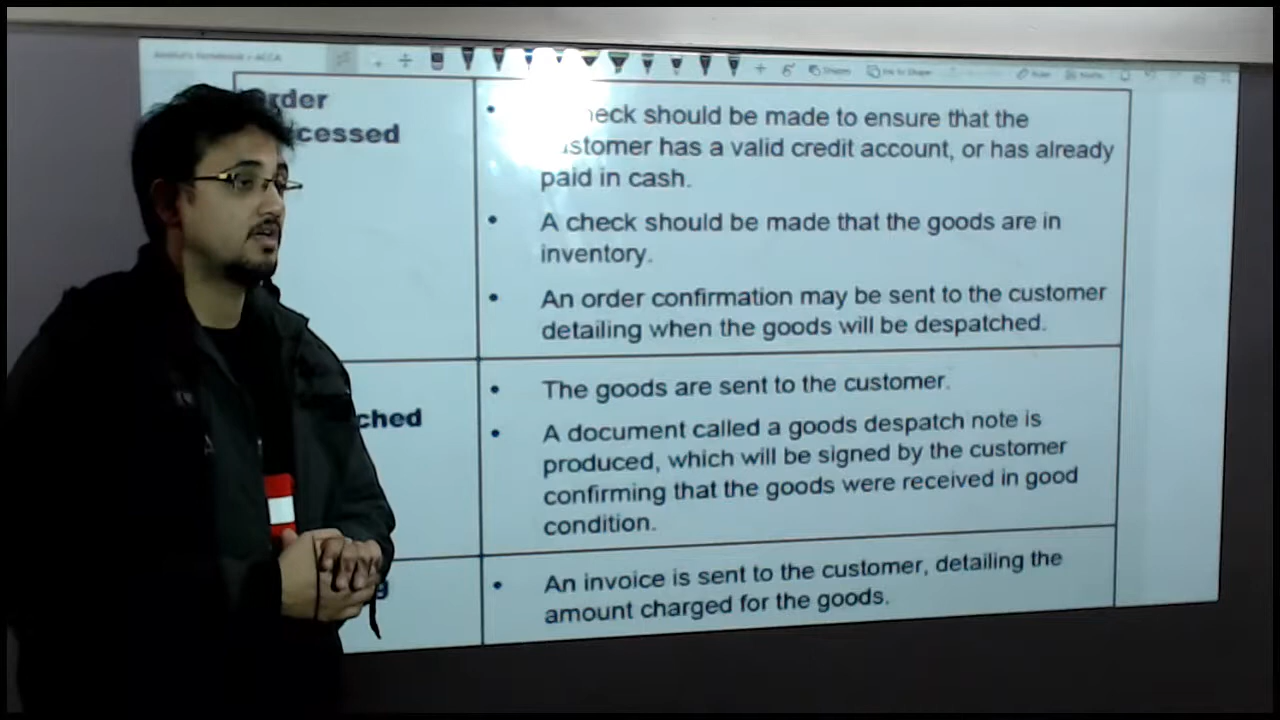 ACCA
Order
cessed
eck should be made to ensure that the
stomer has a valid credit account, or has already
paid in cash.
• A check should be made that the goods are in
inventory.
• An order confirmation may be sent to the customer
detailing when the goods will be despatched.
ched
• The goods are sent to the customer.
• A document called a goods despatch note is
produced, which will be signed by the customer
confirming that the goods were received in good
condition.
g
• An invoice is sent to the customer, detailing the
amount charged for the goods.